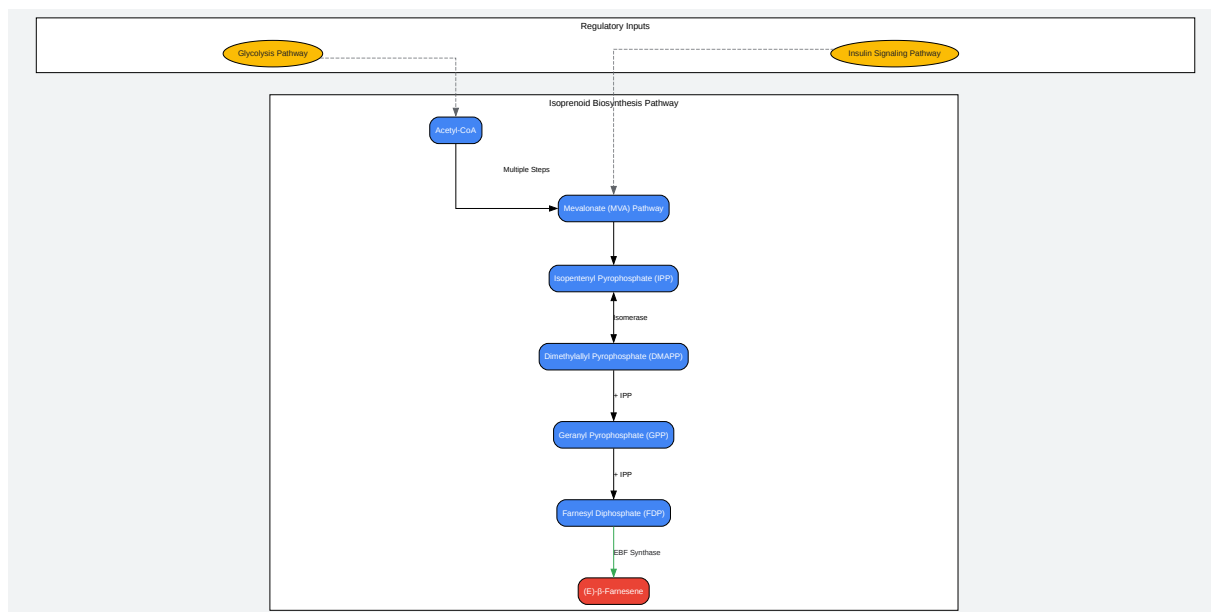 Regulatory Inputs
Glycolysis Pathway
Insulin Signaling Pathway
Isoprenoid Biosynthesis Pathway
Acetyl-CoA
Multiple Steps
Mevalonate (MVA) Pathway
Isopentenyl Pyrophosphate (IPP)
Isomerase
Dimethylallyl Pyrophosphate (DMAPP)
+ IPP
Geranyl Pyrophosphate (GPP)
+ IPP
Farnesyl Diphosphate (FDP)
EBF Synthase
(E)-β-Farnesene